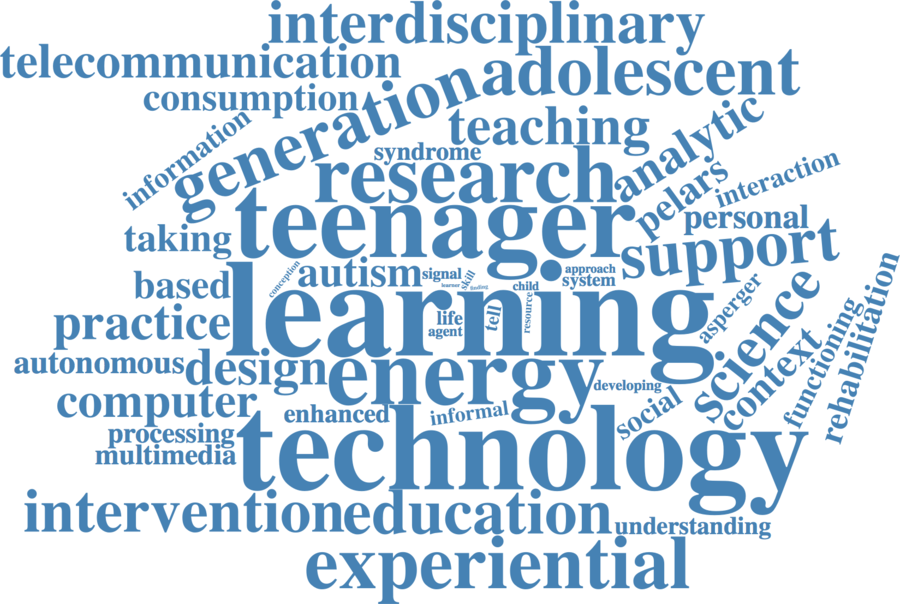 interdisciplinary
telecommunication
adolescent
consumption
generation
teaching
information
syndrome
analytic
research
pelars
interaction
teenager
personal
taking
support
conception
autism
signal
skill
approach
based
learner
finding
child
system
learning
asperger
science
practice
life
tell
resource
agent
functioning
rehabilitation
autonomous
design
energy
developing
context
computer
enhanced
informal
social
processing
technology
multimedia
intervention
education
understanding
experiential